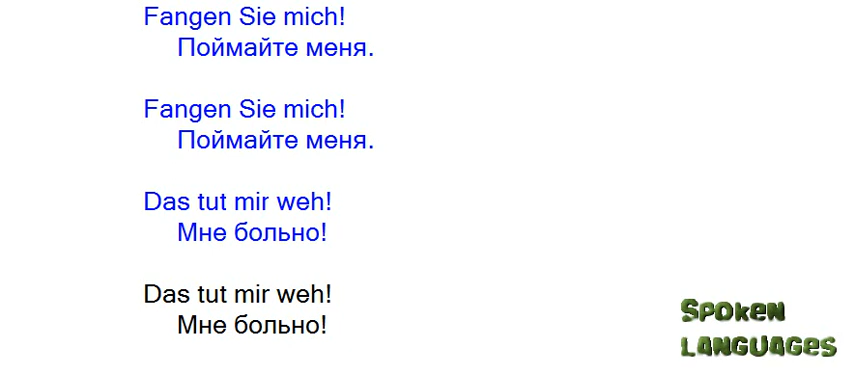 Fangen Sie mich!
Поймайте меня.
Fangen Sie mich!
Поймайте меня.
Das tut mir weh!
Мне больно!
Das tut mir weh!
Мне больно!
SPOKEN
LANGUAGES